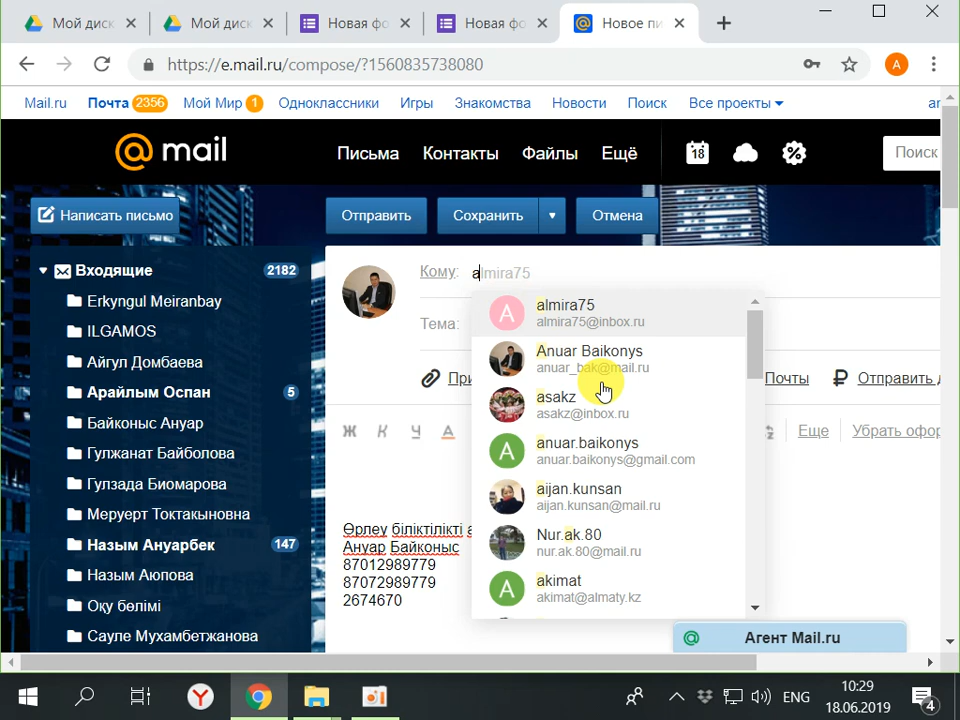 Мой диск
Мой диск
Новая фо
Новая фо
Новое пи
https://e.mail.ru/compose/?1560835738080
A
Mail.ru Почта 2356 Мой Мир 1 Одноклассники Игры Знакомства Новости Поиск Все проекты
@mail
Письма Контакты Файлы Ещё 18 Поиск
Написать письмо
Отправить Сохранить Отмена
Входящие 2182
Erkyngul Meiranbay
ILGAMOS
Айгул Домбаева
Арайлым Оспан 5
Байконыс Ануар
Гулжанат Байболова
Гулзада Биомарова
Меруерт Токтакыновна
Назым Ануарбек 147
Назым Аюпова
Оқу бөлімі
Сауле Мухамбетжанова
Кому: almira75
Тема:
A
almira75
almira75@inbox.ru
Anuar Baikonys
anuar_bak@mail.ru
asakz
asakz@inbox.ru
A
anuar.baikonys
anuar.baikonys@gmail.com
aijan.kunsan
aijan.kunsan@mail.ru
Nur.ak.80
nur.ak.80@mail.ru
A
akimat
akimat@almaty.kz
При Почты Отправить
Ж К Ч А Еще Убрать офор
Өрлеу біліктілікті
Ануар Байконыс
87012989779
87072989779
2674670
Агент Mail.ru
ENG
10:29
18.06.2019
4